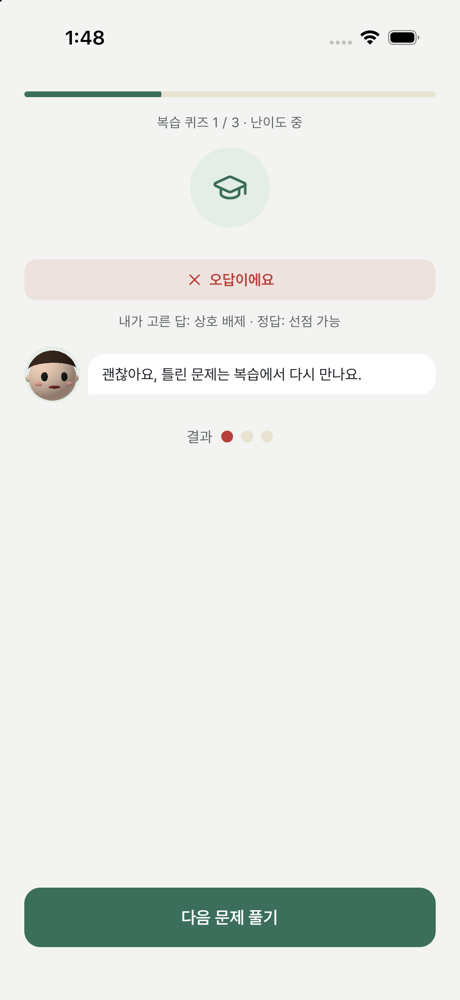 1:48
복습 퀴즈 1 / 3 · 난이도 중
오답이에요
내가 고른 답: 상호 배제 · 정답: 선점 가능
괜찮아요, 틀린 문제는 복습에서 다시 만나요.
결과
다음 문제 풀기